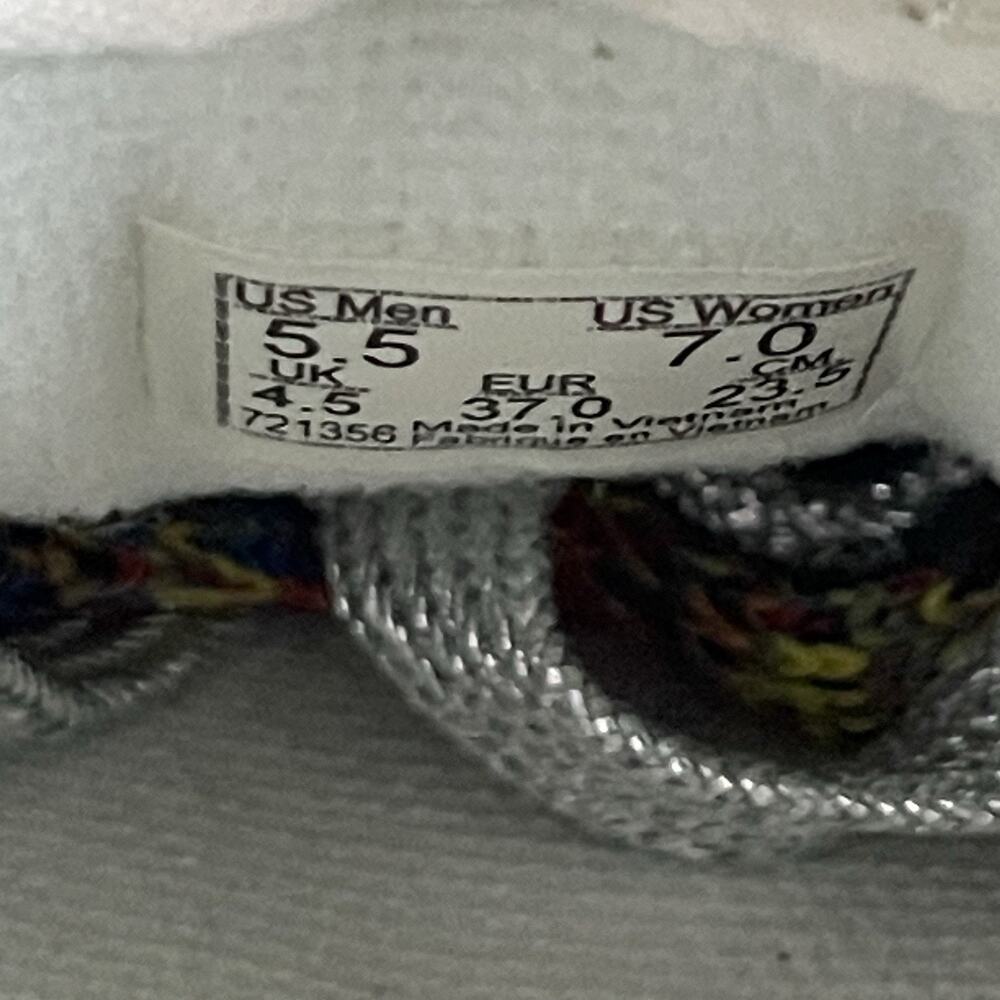 US Men US Women
5.5 7.0
UK EUR CM
4.5 37.0 23.5
721356 Made in Vietnam
Fabrique en Vietnam